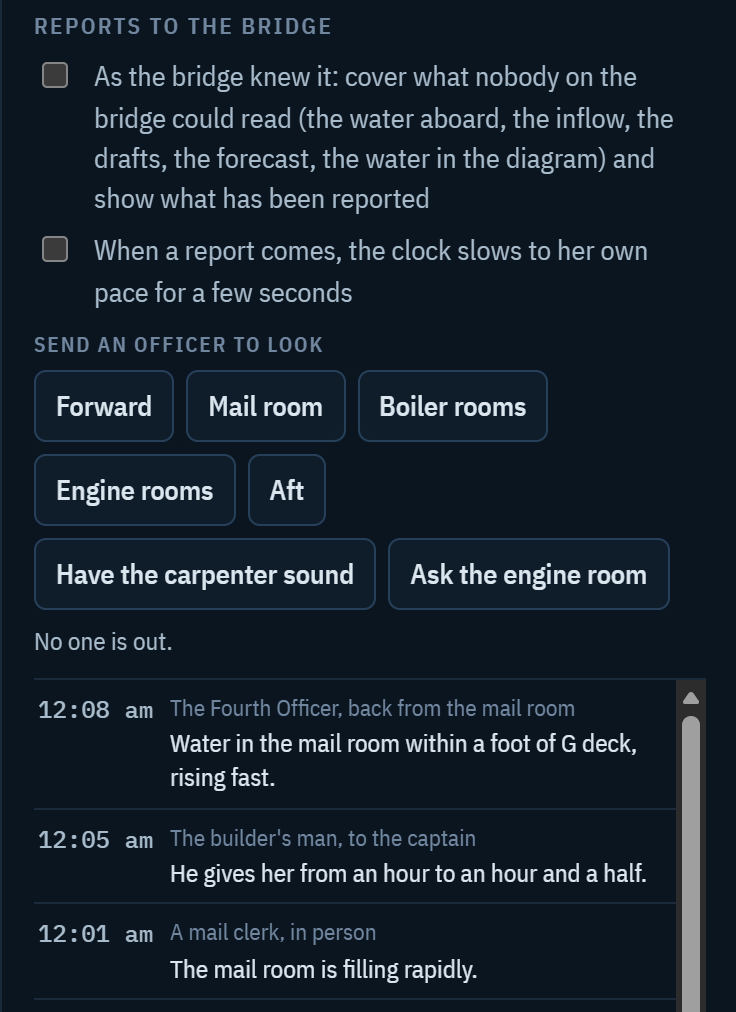 REPORTS TO THE BRIDGE
As the bridge knew it: cover what nobody on the
bridge could read (the water aboard, the inflow, the
drafts, the forecast, the water in the diagram) and
show what has been reported
When a report comes, the clock slows to her own
pace for a few seconds
SEND AN OFFICER TO LOOK
Forward
Mail room
Boiler rooms
Engine rooms
Aft
Have the carpenter sound
Ask the engine room
No one is out.
12:08 am
The Fourth Officer, back from the mail room
Water in the mail room within a foot of G deck,
rising fast.
12:05 am
The builder's man, to the captain
He gives her from an hour to an hour and a half.
12:01 am
A mail clerk, in person
The mail room is filling rapidly.